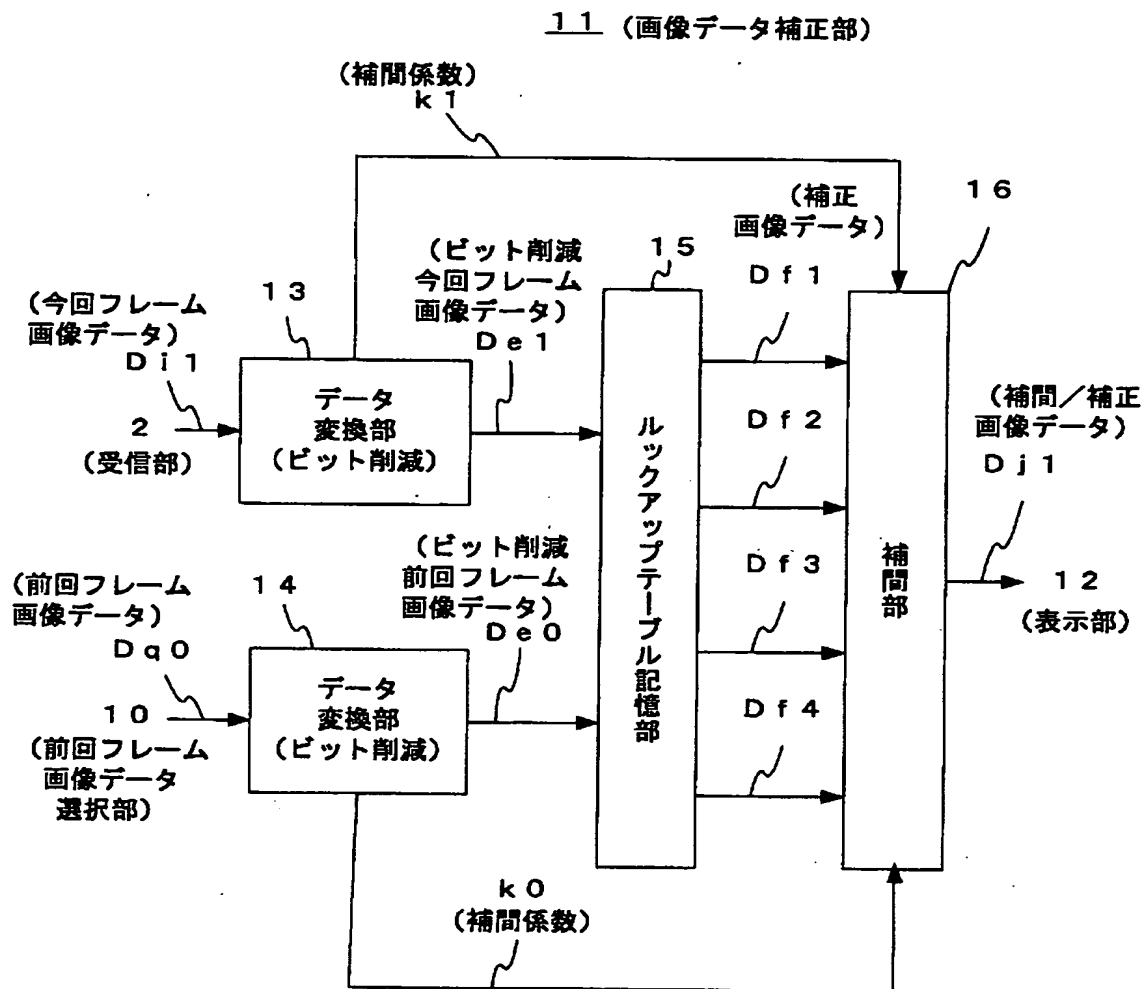 １１ (画像データ補正部)
(補間係数)
ｋ１
１６
(補正
画像データ)
Ｄｆ１
１５
(ビット削減
今回フレーム
画像データ)
Ｄｅ１
１３
(今回フレーム
画像データ)
Ｄｉ１
２
(受信部)
データ
変換部
(ビット削減)
ルックアップテーブル記憶部
Ｄｆ２
Ｄｆ３
Ｄｆ４
補間部
(補間／補正
画像データ)
Ｄｊ１
１２
(表示部)
(ビット削減
前回フレーム
画像データ)
Ｄｅ０
１４
(前回フレーム
画像データ)
Ｄｑ０
１０
(前回フレーム
画像データ
選択部)
データ
変換部
(ビット削減)
ｋ０
(補間係数)